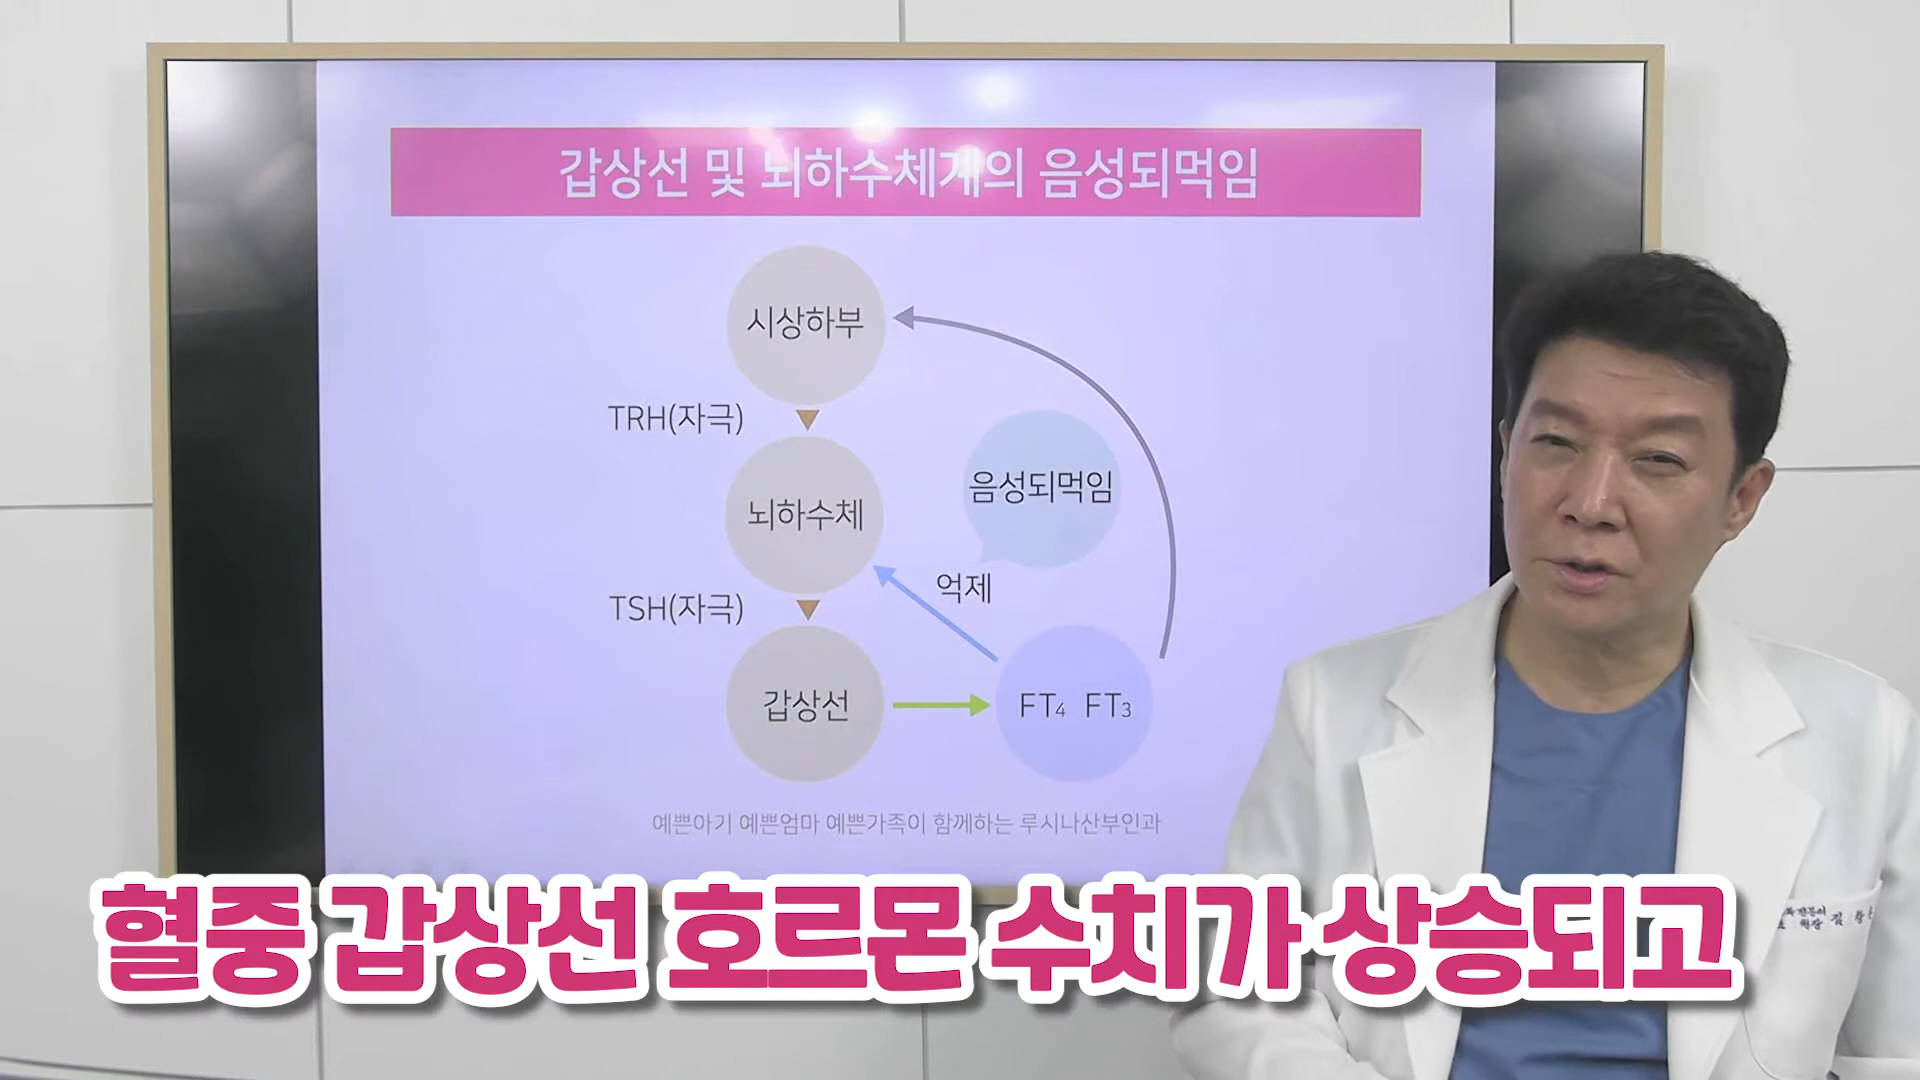 갑상선 및 뇌하수체계의 음성되먹임
시상하부
TRH(자극)
뇌하수체
음성되먹임
억제
TSH(자극)
갑상선
FT4 FT3
예쁜아기 예쁜엄마 예쁜가족이 함께하는 루시나산부인과
혈중 갑상선 호르몬 수치가 상승되고
원장 김